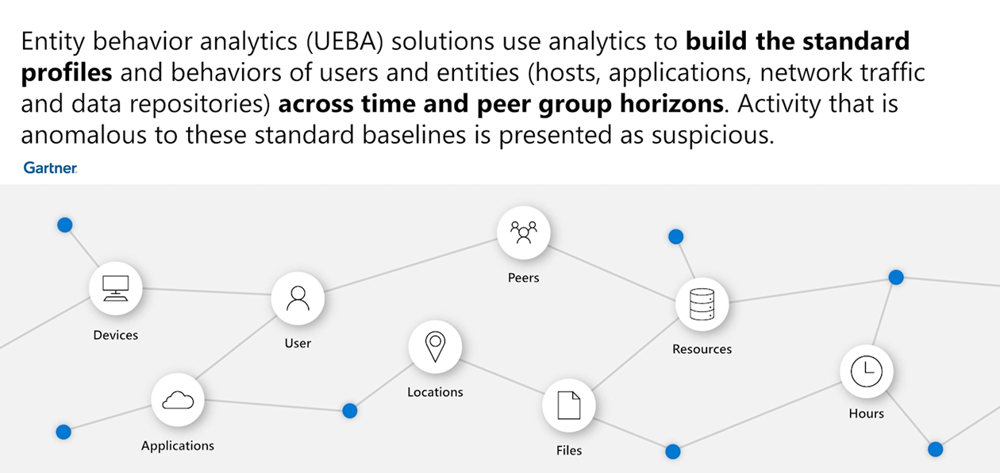 Entity behavior analytics (UEBA) solutions use analytics to build the standard
profiles and behaviors of users and entities (hosts, applications, network traffic
and data repositories) across time and peer group horizons. Activity that is
anomalous to these standard baselines is presented as suspicious.
Gartner
Peers
Devices
User
Resources
Locations
Hours
Applications
Files